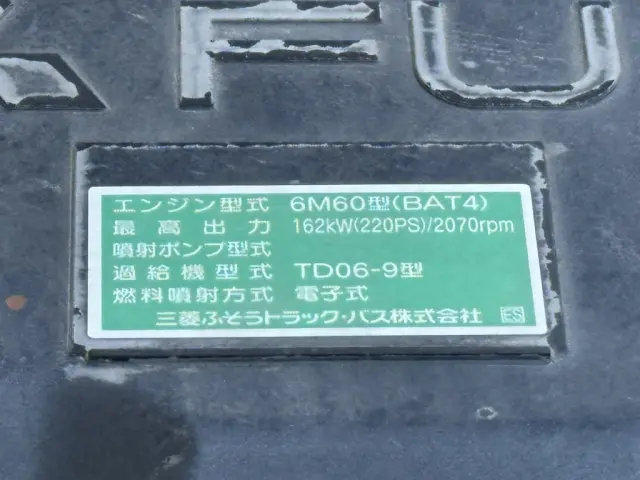 KFU
エンジン型式 6M60型(BAT4)
最高出力 162kW(220PS)/2070rpm
噴射ポンプ型式
過給機型式 TD06-9型
燃料噴射方式 電子式
三菱ふそうトラック・バス株式会社 ES